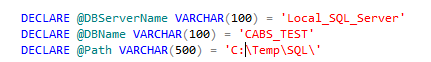 DECLARE @DBServerName VARCHAR(100) = 'Local_SQL_Server'
DECLARE @DBName VARCHAR(100) = 'CABS_TEST'
DECLARE @Path VARCHAR(500) = 'C:\Temp\SQL\'